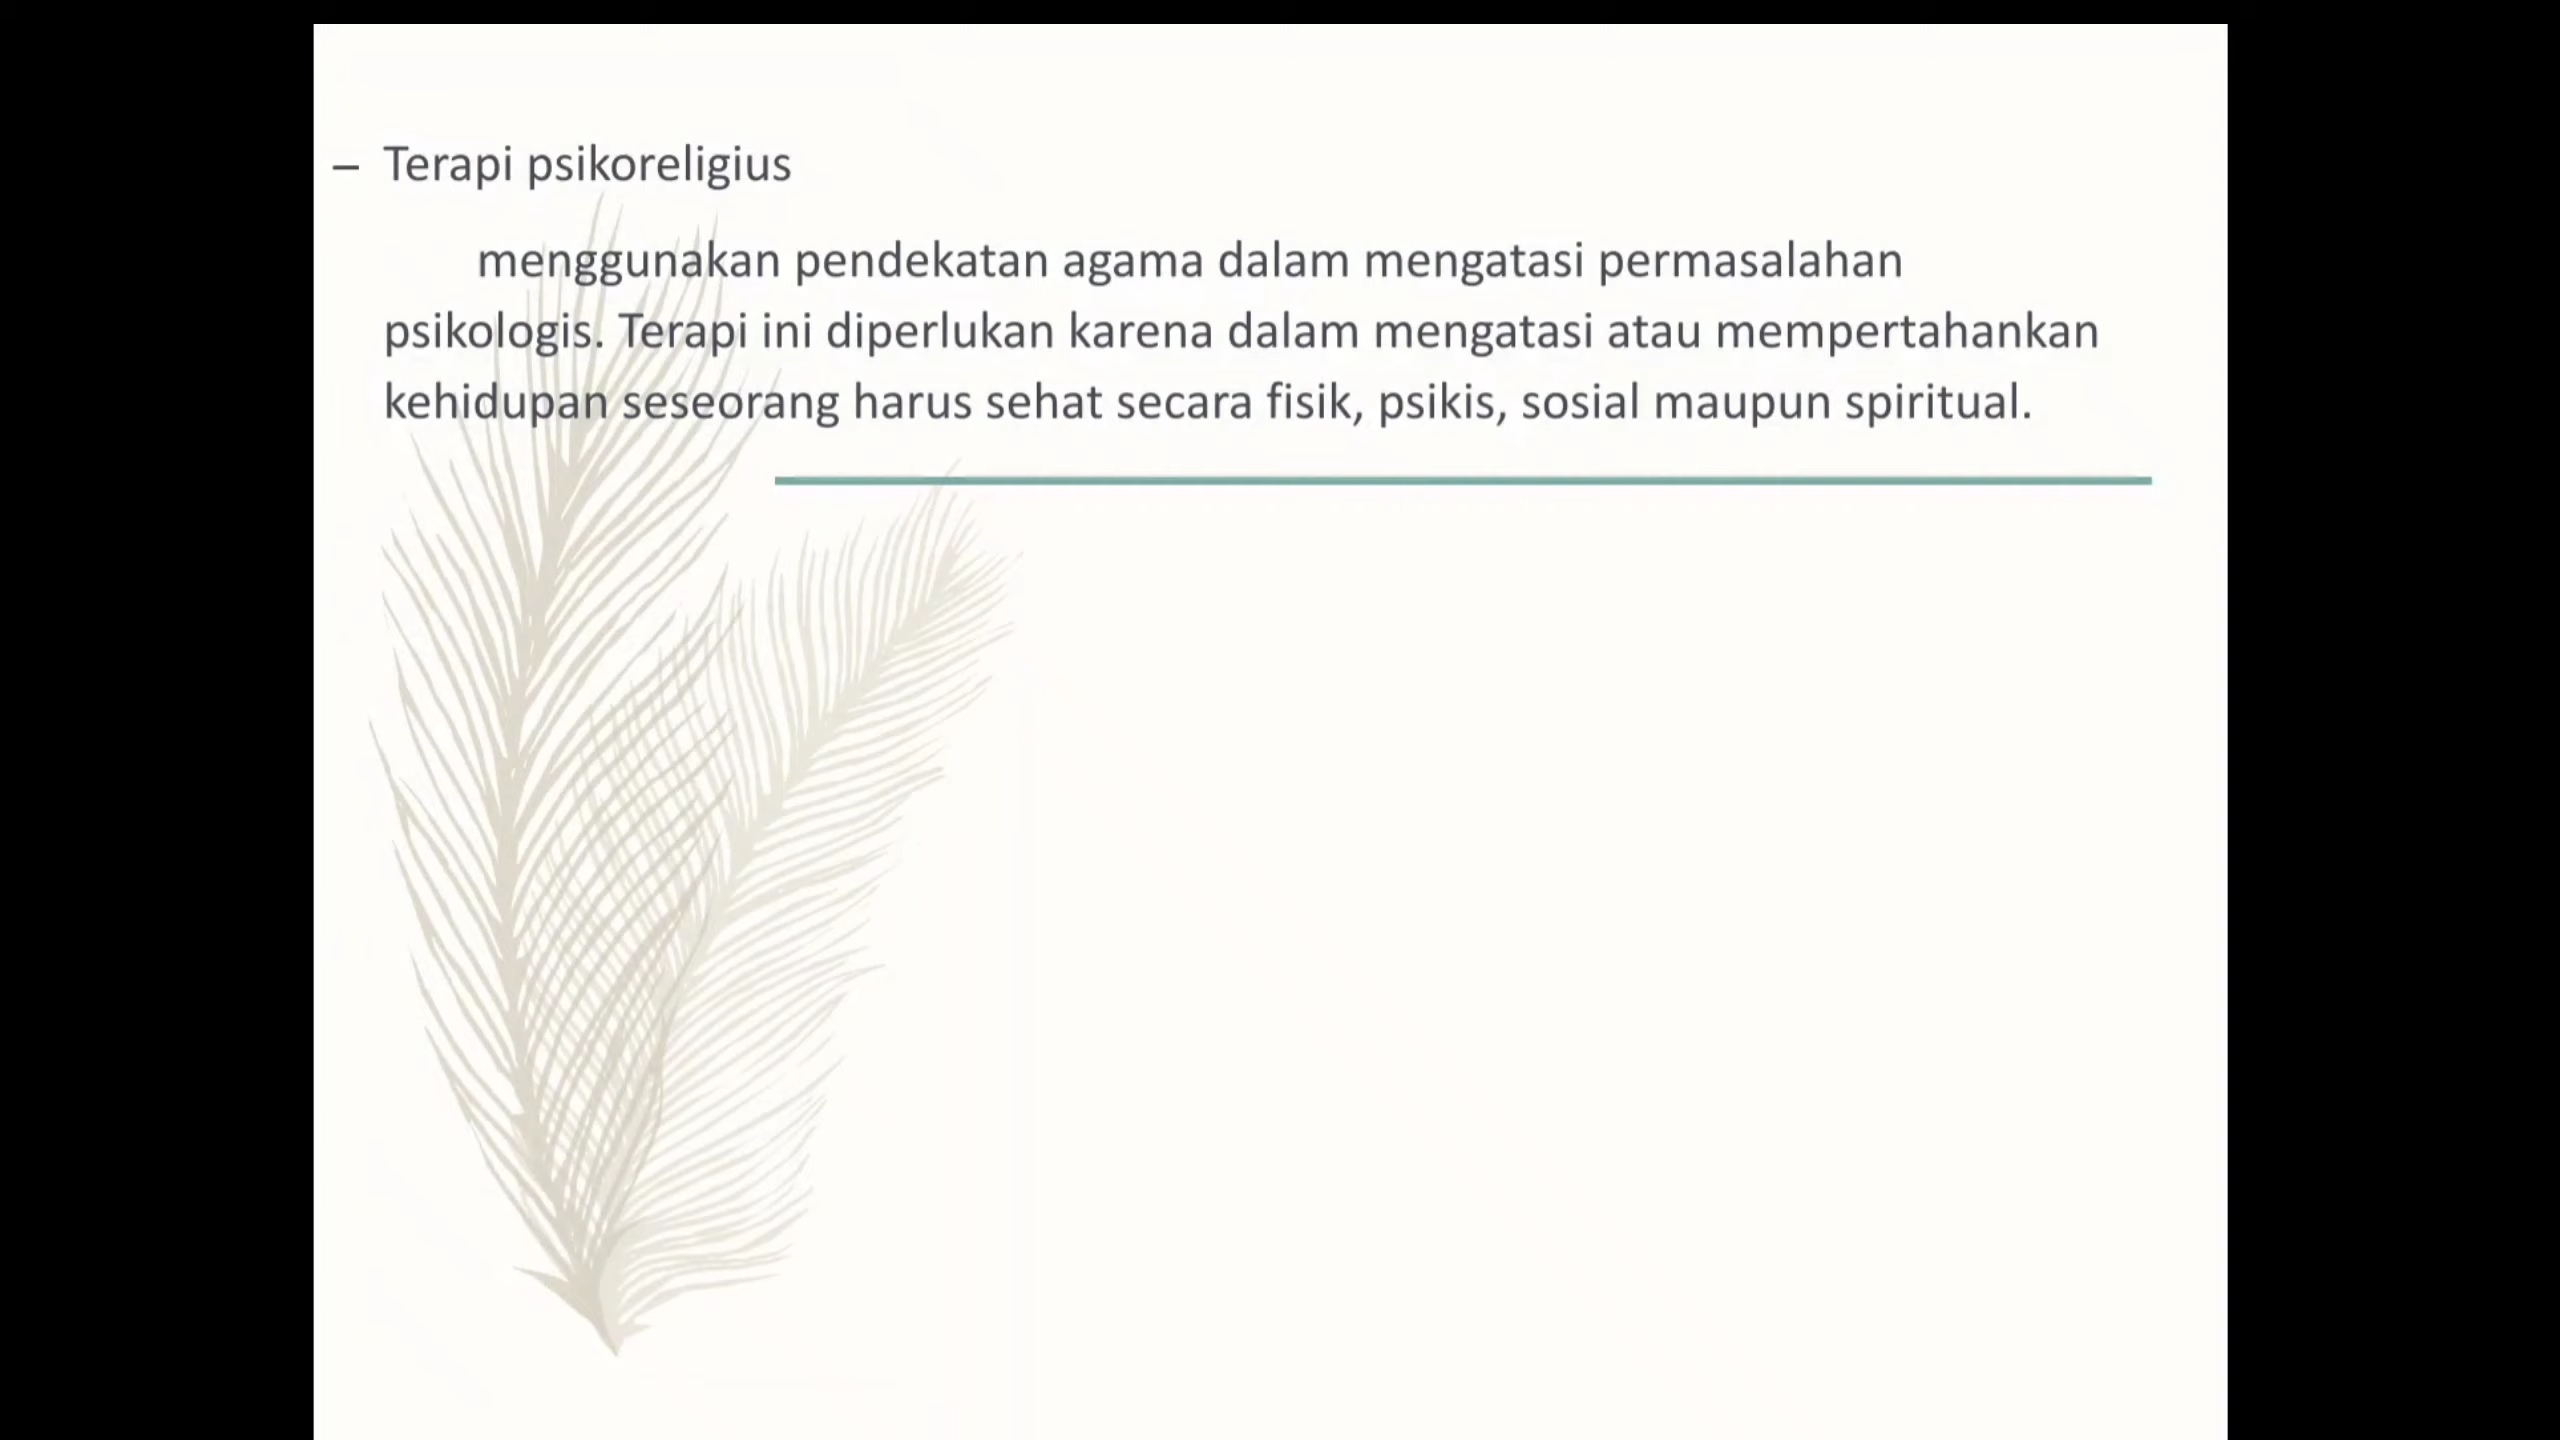 – Terapi psikoreligius
menggunakan pendekatan agama dalam mengatasi permasalahan
psikologis. Terapi ini diperlukan karena dalam mengatasi atau mempertahankan
kehidupan seseorang harus sehat secara fisik, psikis, sosial maupun spiritual.